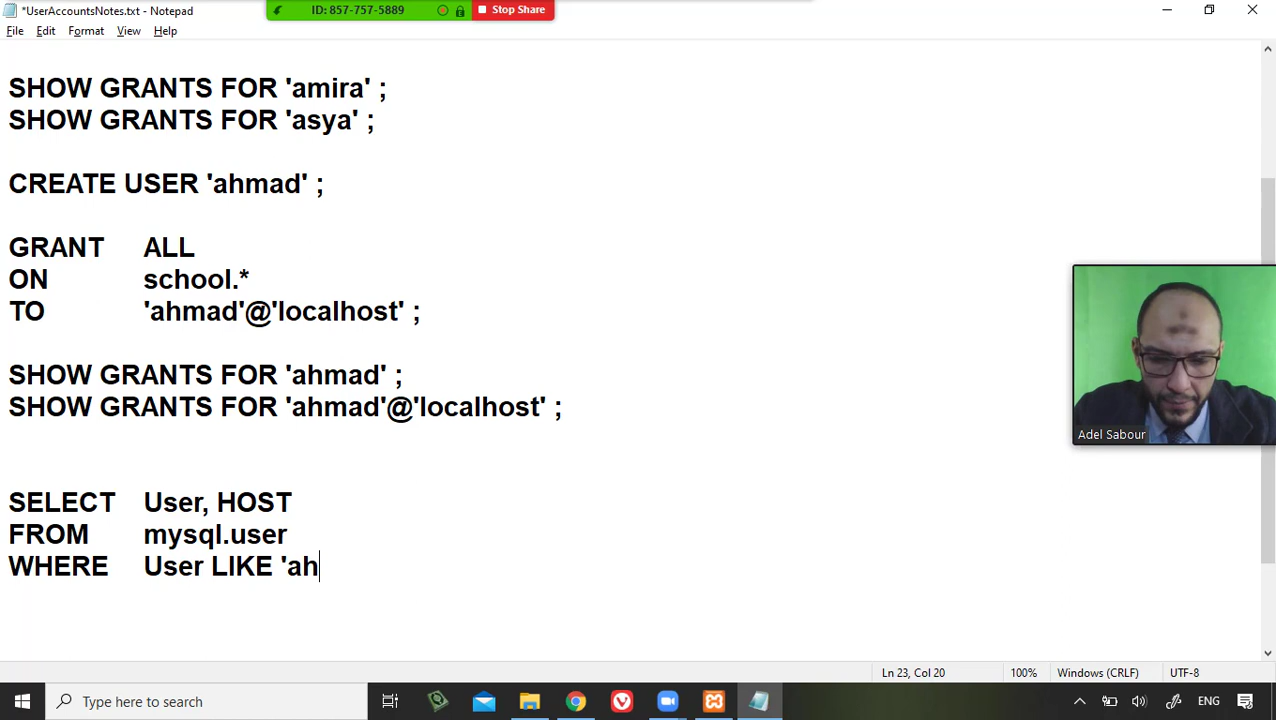 *UserAccountsNotes.txt - Notepad
ID: 857-757-5889
Stop Share
File Edit Format View Help
SHOW GRANTS FOR 'amira' ;
SHOW GRANTS FOR 'asya' ;
CREATE USER 'ahmad' ;
GRANT ALL
ON school.*
TO 'ahmad'@'localhost' ;
SHOW GRANTS FOR 'ahmad' ;
SHOW GRANTS FOR 'ahmad'@'localhost' ;
SELECT User, HOST
FROM mysql.user
WHERE User LIKE 'ah
Adel Sabour
Ln 23, Col 20 100% Windows (CRLF) UTF-8
Type here to search
ENG